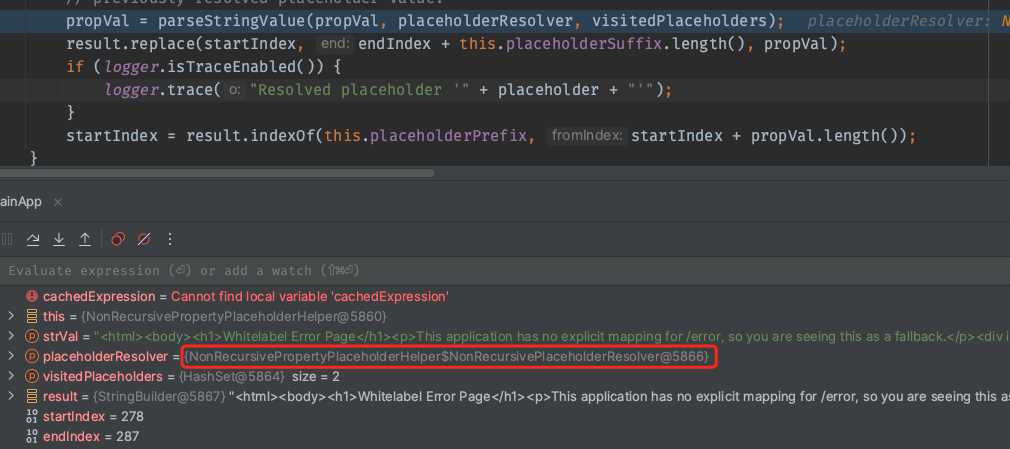 propVal = parseStringValue(propVal, placeholderResolver, visitedPlaceholders); placeholderResolver: N
result.replace(startIndex, end: endIndex + this.placeholderSuffix.length(), propVal);
if (logger.isTraceEnabled()) {
logger.trace( o: "Resolved placeholder '" + placeholder + "'");
}
startIndex = result.indexOf(this.placeholderPrefix, fromIndex: startIndex + propVal.length());
}
ainApp ×
Evaluate expression (⏎) or add a watch (⇧⌘⏎)
cachedExpression = Cannot find local variable 'cachedExpression'
this = {NonRecursivePropertyPlaceholderHelper@5860}
strVal = "<html><body><h1>Whitelabel Error Page</h1><p>This application has no explicit mapping for /error, so you are seeing this as a fallback.</p><div i
placeholderResolver = {NonRecursivePropertyPlaceholderHelper$NonRecursivePlaceholderResolver@5866}
visitedPlaceholders = {HashSet@5864} size = 2
result = {StringBuilder@5867} "<html><body><h1>Whitelabel Error Page</h1><p>This application has no explicit mapping for /error, so you are seeing this as
startIndex = 278
endIndex = 287